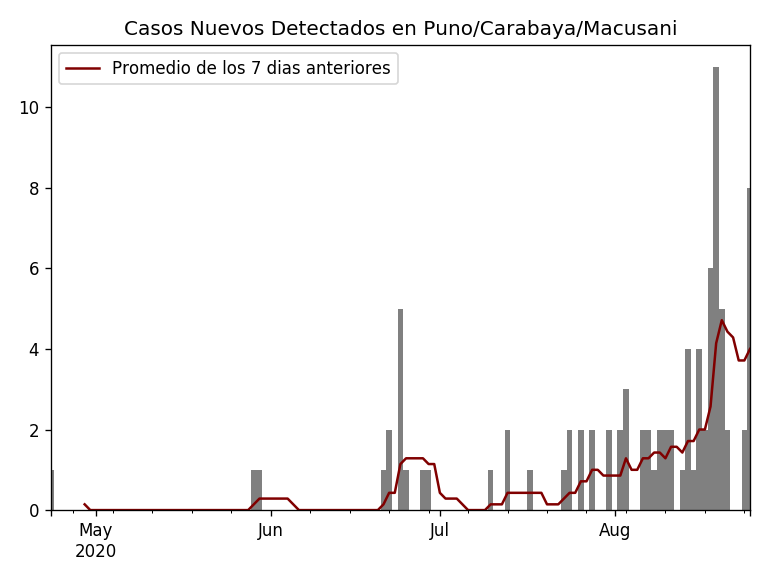 Casos Nuevos Detectados en Puno/Carabaya/Macusani
Promedio de los 7 dias anteriores
10
8
6
4
2
0
May Jun Jul Aug
2020